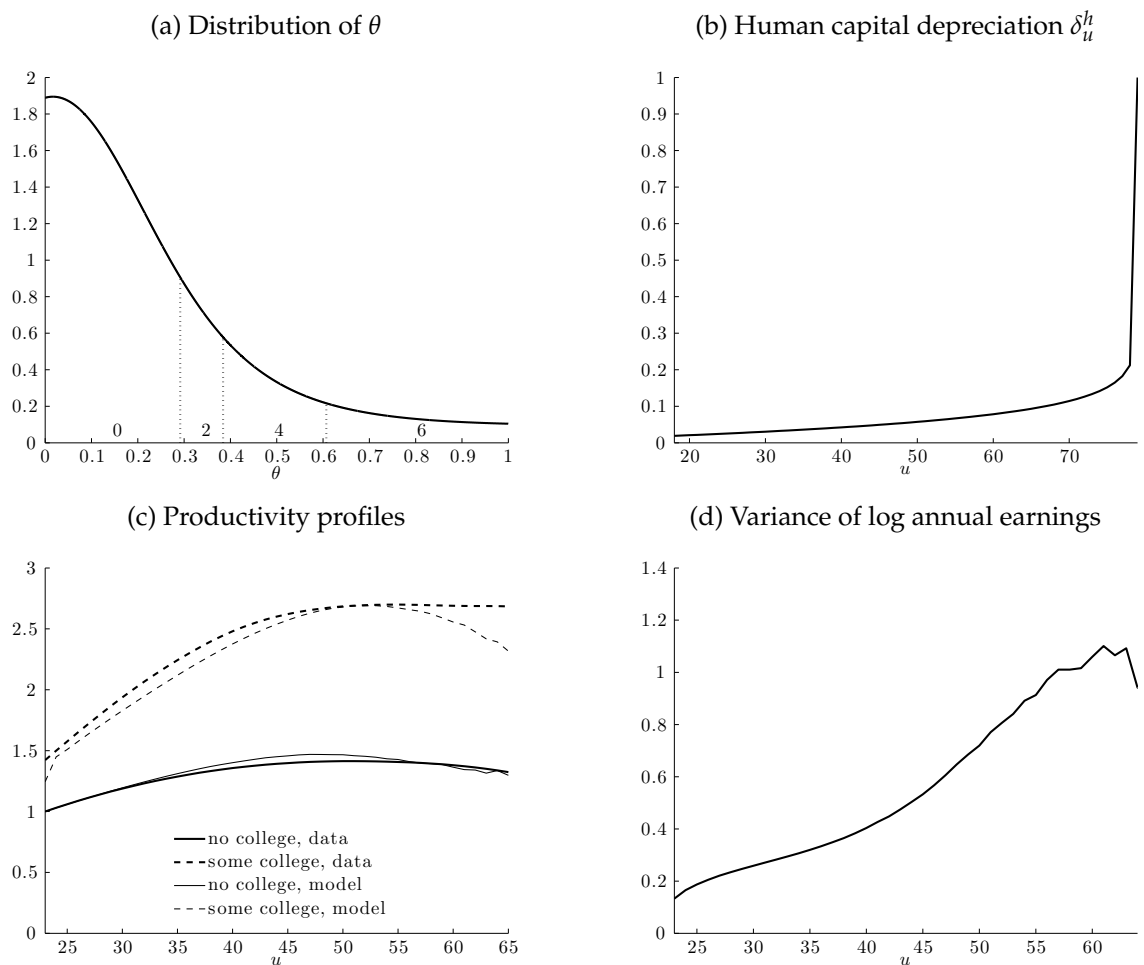 (a) Distribution of θ
2
1.8
1.6
1.4
1.2
1
0.8
0.6
0.4
0.2
0
0 2 4 6
0 0.1 0.2 0.3 0.4 0.5 0.6 0.7 0.8 0.9 1
θ
(b) Human capital depreciation δ_u^h
1
0.9
0.8
0.7
0.6
0.5
0.4
0.3
0.2
0.1
0
20 30 40 50 60 70
u
(c) Productivity profiles
3
2.5
2
1.5
1
0.5
0
no college, data
some college, data
no college, model
some college, model
25 30 35 40 45 50 55 60 65
u
(d) Variance of log annual earnings
1.4
1.2
1
0.8
0.6
0.4
0.2
0
25 30 35 40 45 50 55 60
u